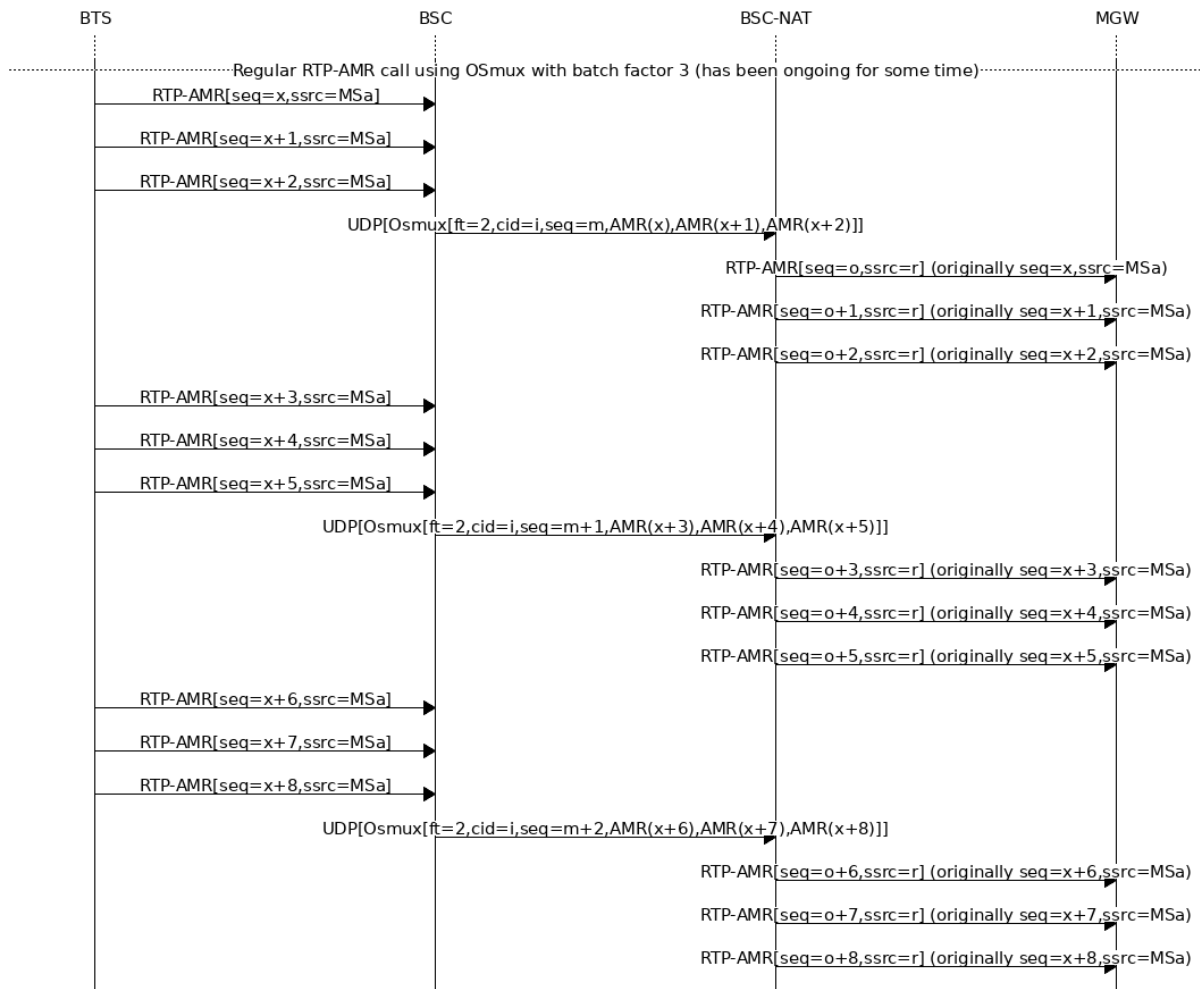 BTS BSC BSC-NAT MGW
Regular RTP-AMR call using OSmux with batch factor 3 (has been ongoing for some time)
RTP-AMR[seq=x,ssrc=MSa]
RTP-AMR[seq=x+1,ssrc=MSa]
RTP-AMR[seq=x+2,ssrc=MSa]
UDP[Osmux[ft=2,cid=i,seq=m,AMR(x),AMR(x+1),AMR(x+2)]]
RTP-AMR[seq=o,ssrc=r] (originally seq=x,ssrc=MSa)
RTP-AMR[seq=o+1,ssrc=r] (originally seq=x+1,ssrc=MSa)
RTP-AMR[seq=o+2,ssrc=r] (originally seq=x+2,ssrc=MSa)
RTP-AMR[seq=x+3,ssrc=MSa]
RTP-AMR[seq=x+4,ssrc=MSa]
RTP-AMR[seq=x+5,ssrc=MSa]
UDP[Osmux[ft=2,cid=i,seq=m+1,AMR(x+3),AMR(x+4),AMR(x+5)]]
RTP-AMR[seq=o+3,ssrc=r] (originally seq=x+3,ssrc=MSa)
RTP-AMR[seq=o+4,ssrc=r] (originally seq=x+4,ssrc=MSa)
RTP-AMR[seq=o+5,ssrc=r] (originally seq=x+5,ssrc=MSa)
RTP-AMR[seq=x+6,ssrc=MSa]
RTP-AMR[seq=x+7,ssrc=MSa]
RTP-AMR[seq=x+8,ssrc=MSa]
UDP[Osmux[ft=2,cid=i,seq=m+2,AMR(x+6),AMR(x+7),AMR(x+8)]]
RTP-AMR[seq=o+6,ssrc=r] (originally seq=x+6,ssrc=MSa)
RTP-AMR[seq=o+7,ssrc=r] (originally seq=x+7,ssrc=MSa)
RTP-AMR[seq=o+8,ssrc=r] (originally seq=x+8,ssrc=MSa)